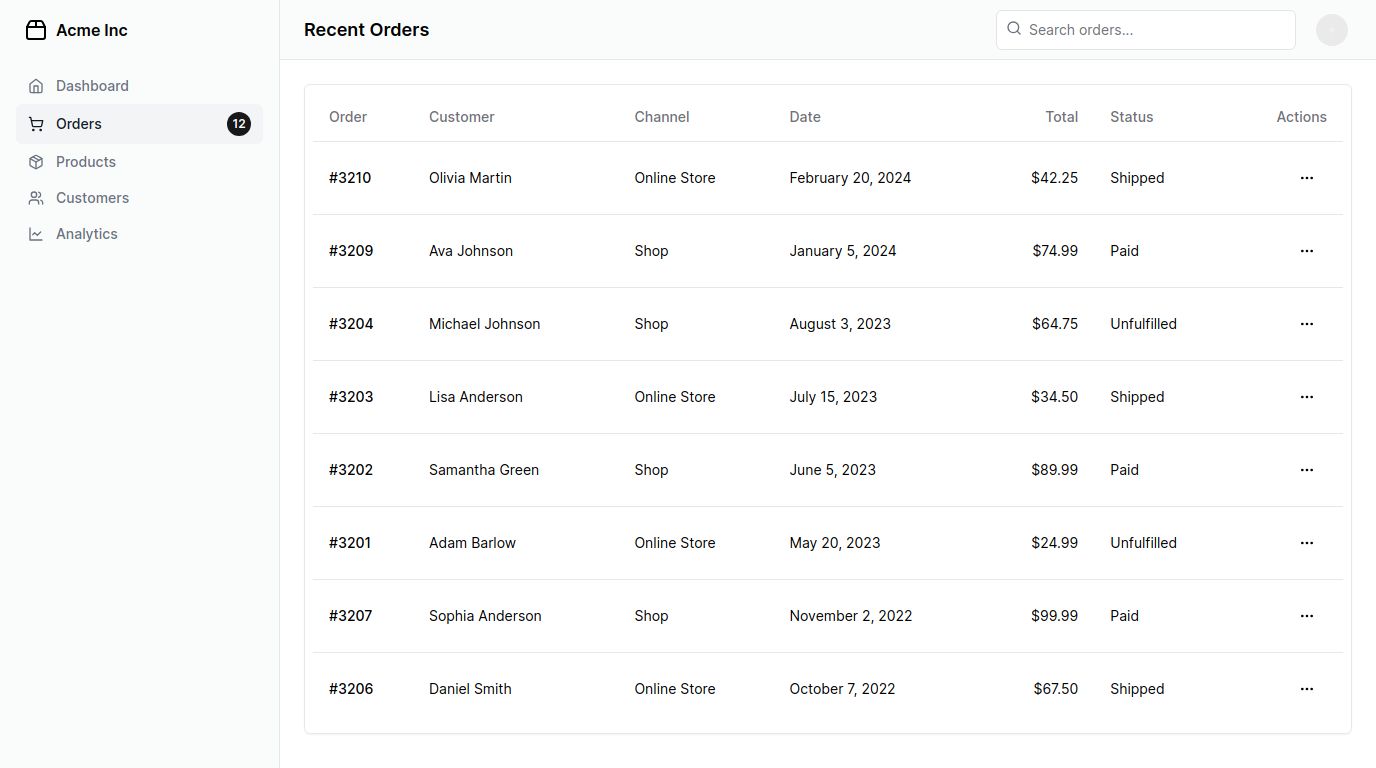 Acme Inc
Recent Orders
Search orders...
Dashboard
Orders 12
Products
Customers
Analytics
Order Customer Channel Date Total Status Actions
#3210 Olivia Martin Online Store February 20, 2024 $42.25 Shipped
#3209 Ava Johnson Shop January 5, 2024 $74.99 Paid
#3204 Michael Johnson Shop August 3, 2023 $64.75 Unfulfilled
#3203 Lisa Anderson Online Store July 15, 2023 $34.50 Shipped
#3202 Samantha Green Shop June 5, 2023 $89.99 Paid
#3201 Adam Barlow Online Store May 20, 2023 $24.99 Unfulfilled
#3207 Sophia Anderson Shop November 2, 2022 $99.99 Paid
#3206 Daniel Smith Online Store October 7, 2022 $67.50 Shipped